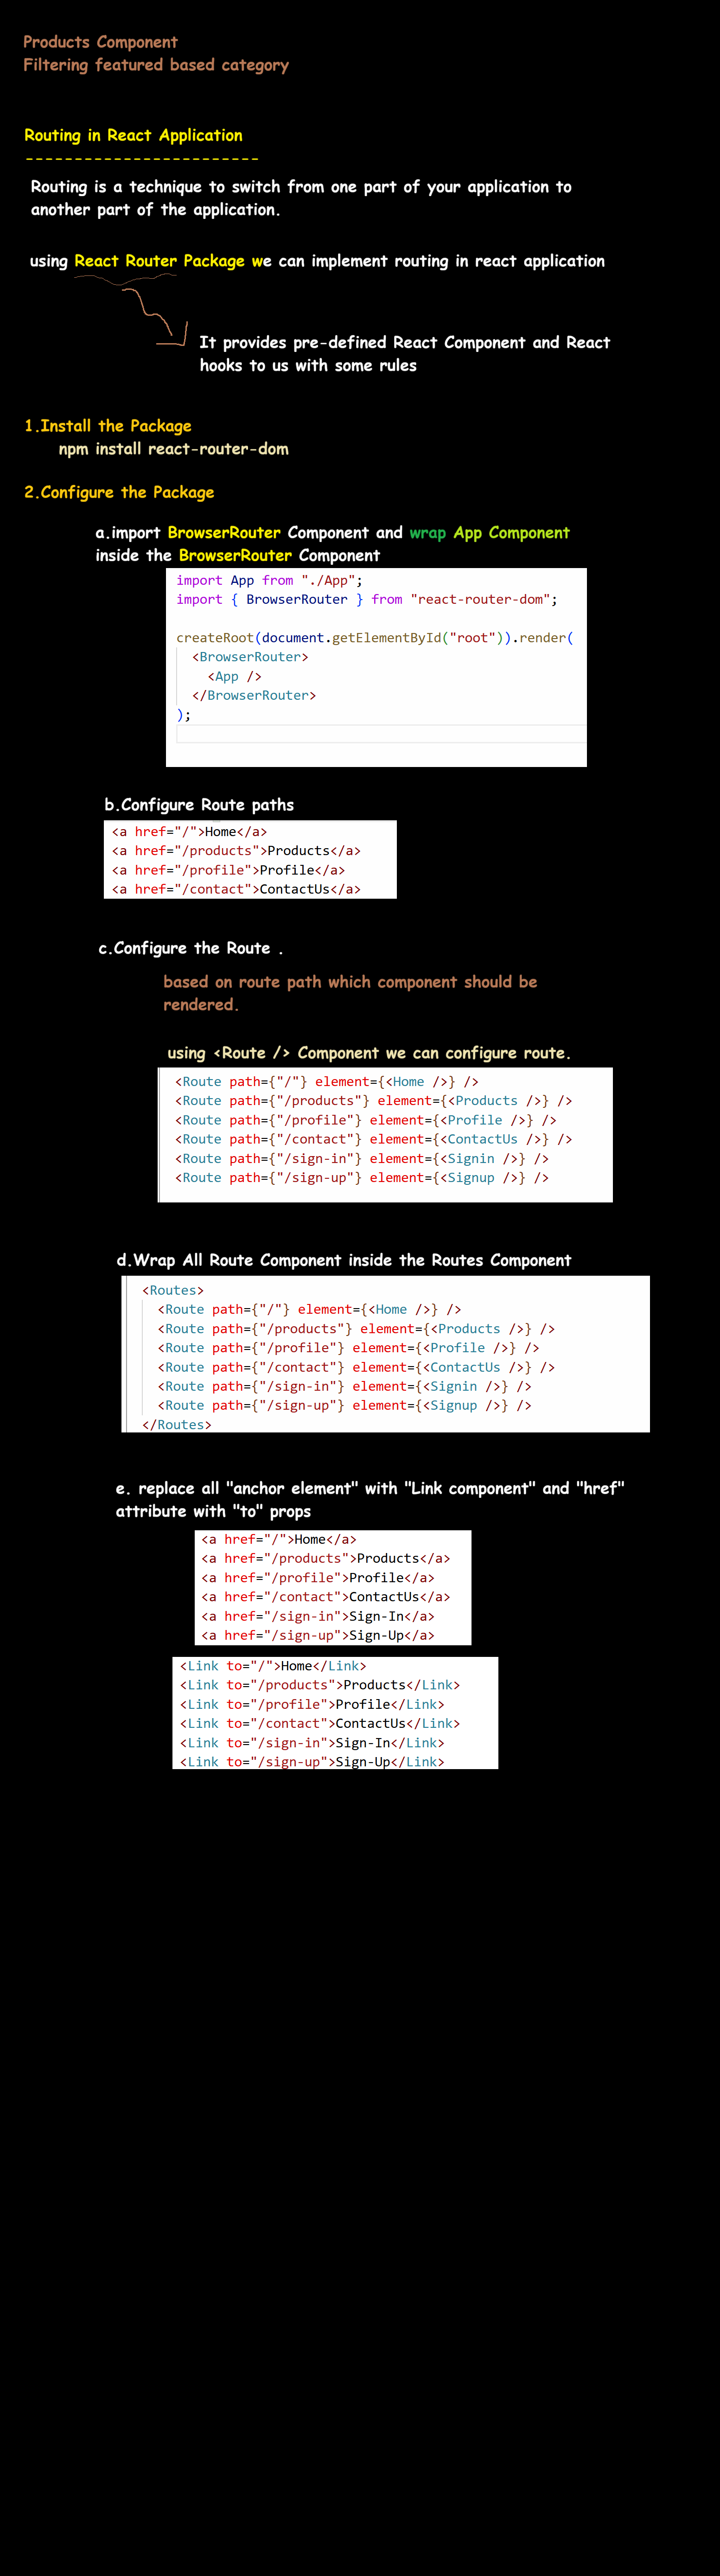 Products Component
Filtering featured based category
Routing in React Application
------------------------
Routing is a technique to switch from one part of your application to
another part of the application.
using React Router Package we can implement routing in react application
It provides pre-defined React Component and React
hooks to us with some rules
1.Install the Package
npm install react-router-dom
2.Configure the Package
a.import BrowserRouter Component and wrap App Component
inside the BrowserRouter Component
import App from "./App";
import { BrowserRouter } from "react-router-dom";
createRoot(document.getElementById("root")).render(
<BrowserRouter>
<App />
</BrowserRouter>
);
b.Configure Route paths
<a href="/">Home</a>
<a href="/products">Products</a>
<a href="/profile">Profile</a>
<a href="/contact">ContactUs</a>
c.Configure the Route .
based on route path which component should be
rendered.
using <Route /> Component we can configure route.
<Route path={"/"} element={<Home />} />
<Route path={"/products"} element={<Products />} />
<Route path={"/profile"} element={<Profile />} />
<Route path={"/contact"} element={<ContactUs />} />
<Route path={"/sign-in"} element={<Signin />} />
<Route path={"/sign-up"} element={<Signup />} />
d.Wrap All Route Component inside the Routes Component
<Routes>
<Route path={"/"} element={<Home />} />
<Route path={"/products"} element={<Products />} />
<Route path={"/profile"} element={<Profile />} />
<Route path={"/contact"} element={<ContactUs />} />
<Route path={"/sign-in"} element={<Signin />} />
<Route path={"/sign-up"} element={<Signup />} />
</Routes>
e. replace all "anchor element" with "Link component" and "href"
attribute with "to" props
<a href="/">Home</a>
<a href="/products">Products</a>
<a href="/profile">Profile</a>
<a href="/contact">ContactUs</a>
<a href="/sign-in">Sign-In</a>
<a href="/sign-up">Sign-Up</a>
<Link to="/">Home</Link>
<Link to="/products">Products</Link>
<Link to="/profile">Profile</Link>
<Link to="/contact">ContactUs</Link>
<Link to="/sign-in">Sign-In</Link>
<Link to="/sign-up">Sign-Up</Link>